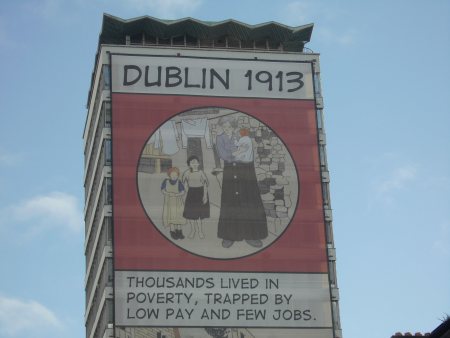 DUBLIN 1913
THOUSANDS LIVED IN
POVERTY, TRAPPED BY
LOW PAY AND FEW JOBS.